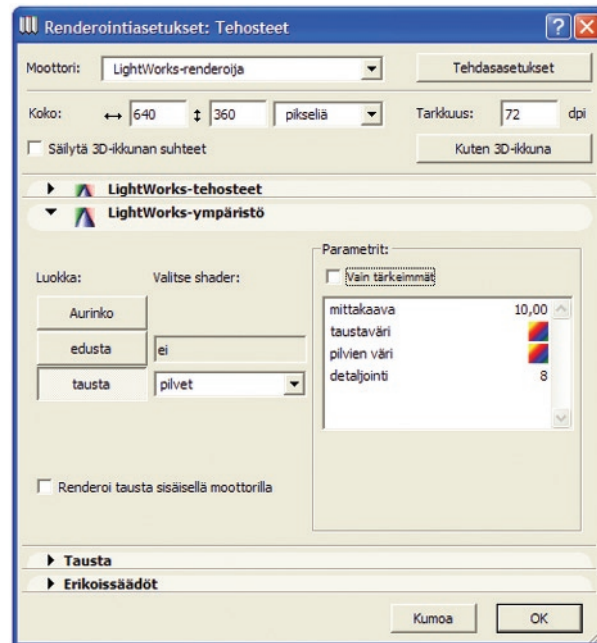 Renderointiasetukset: Tehosteet
Moottori: LightWorks-renderoija Tehdasasetukset
Koko: 640 360 pikseliä Tarkkuus: 72 dpi
Säilytä 3D-ikkunan suhteet Kuten 3D-ikkuna
LightWorks-tehosteet
LightWorks-ympäristö
Parametrit:
Luokka: Valitse shader: Vain tärkeimmät
Aurinko
edusta ei
tausta pilvet
mittakaava 10,00
taustaväri
pilvien väri
detaljointi 8
Renderoi tausta sisäisellä moottorilla
Tausta
Erikoissäädöt
Kumoa OK